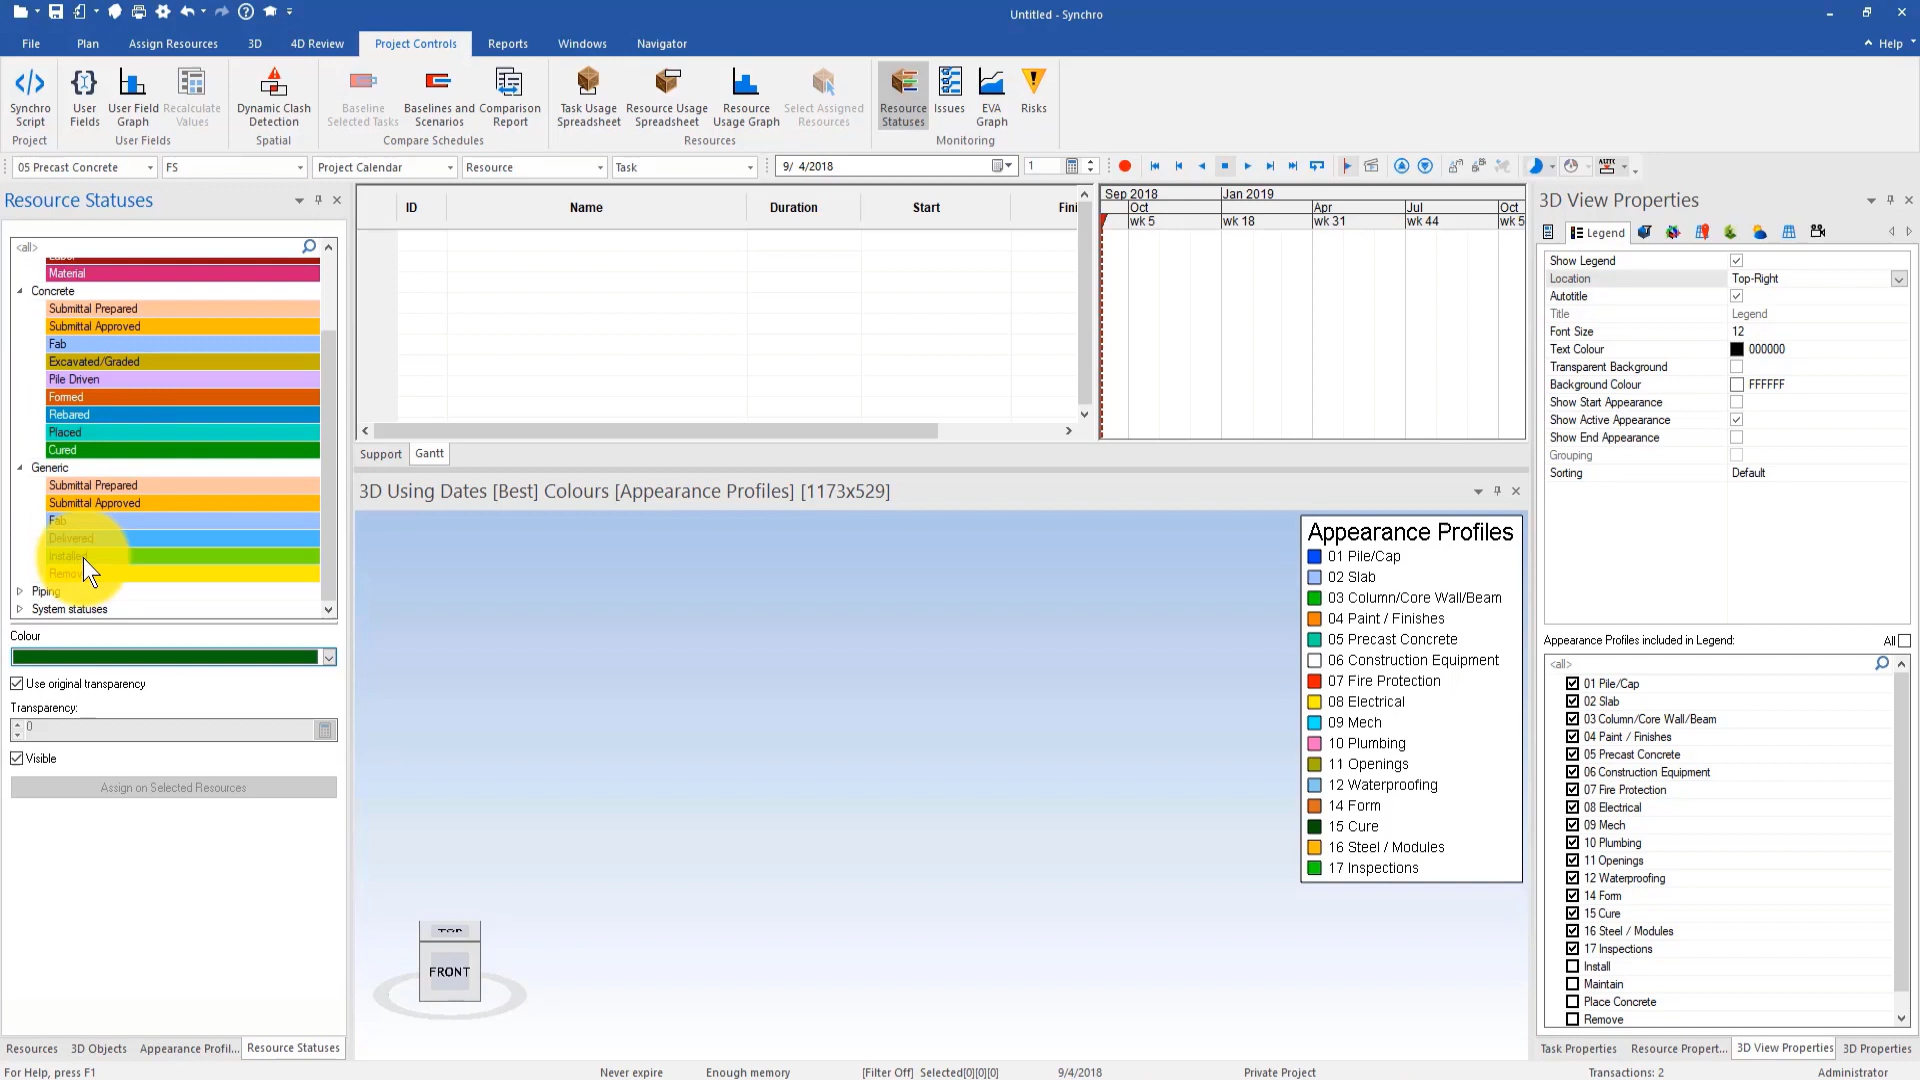 Untitled - Synchro
File Plan Assign Resources 3D 4D Review Project Controls Reports Windows Navigator Help
Synchro Script
User Fields
User Field Graph
Recalculate Values
Dynamic Clash Detection
Baseline Selected Tasks
Baselines and Scenarios
Comparison Report
Task Usage Spreadsheet
Resource Usage Spreadsheet
Resource Usage Graph
Select Assigned Resources
Resource Statuses
Issues
EVA Graph
Risks
Project User Fields Spatial Compare Schedules Resources Monitoring
05 Precast Concrete FS Project Calendar Resource Task 9/ 4/2018 1
Resource Statuses
<all>
Labor
Material
Concrete
Submittal Prepared
Submittal Approved
Fab
Excavated/Graded
Pile Driven
Formed
Rebared
Placed
Cured
Generic
Submittal Prepared
Submittal Approved
Fab
Delivered
Installed
Piping
System statuses
Colour
Use original transparency
Transparency:
0
Visible
Assign on Selected Resources
Resources 3D Objects Appearance Profil... Resource Statuses
ID Name Duration Start Fini
Sep 2018 Jan 2019
Oct Apr Jul Oct
wk 5 wk 18 wk 31 wk 44 wk 5
Support Gantt
3D Using Dates [Best] Colours [Appearance Profiles] [1173x529]
Appearance Profiles
01 Pile/Cap
02 Slab
03 Column/Core Wall/Beam
04 Paint / Finishes
05 Precast Concrete
06 Construction Equipment
07 Fire Protection
08 Electrical
09 Mech
10 Plumbing
11 Openings
12 Waterproofing
14 Form
15 Cure
16 Steel / Modules
17 Inspections
TOP
FRONT
3D View Properties
Legend
Show Legend
Location Top-Right
Autotitle
Title Legend
Font Size 12
Text Colour 000000
Transparent Background
Background Colour FFFFFF
Show Start Appearance
Show Active Appearance
Show End Appearance
Grouping
Sorting Default
Appearance Profiles included in Legend: All
<all>
01 Pile/Cap
02 Slab
03 Column/Core Wall/Beam
04 Paint / Finishes
05 Precast Concrete
06 Construction Equipment
07 Fire Protection
08 Electrical
09 Mech
10 Plumbing
11 Openings
12 Waterproofing
14 Form
15 Cure
16 Steel / Modules
17 Inspections
Install
Maintain
Place Concrete
Remove
Task Properties Resource Propert... 3D View Properties 3D Properties
For Help, press F1 Never expire Enough memory [Filter Off] Selected[0][0][0] 9/4/2018 Private Project Transactions: 2 Administrator